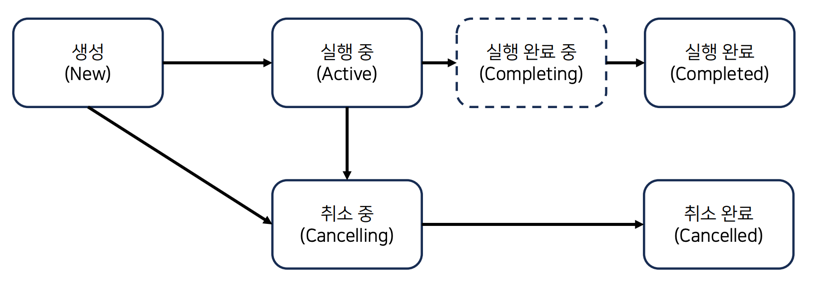 생성
(New)
실행 중
(Active)
실행 완료 중
(Completing)
실행 완료
(Completed)
취소 중
(Cancelling)
취소 완료
(Cancelled)